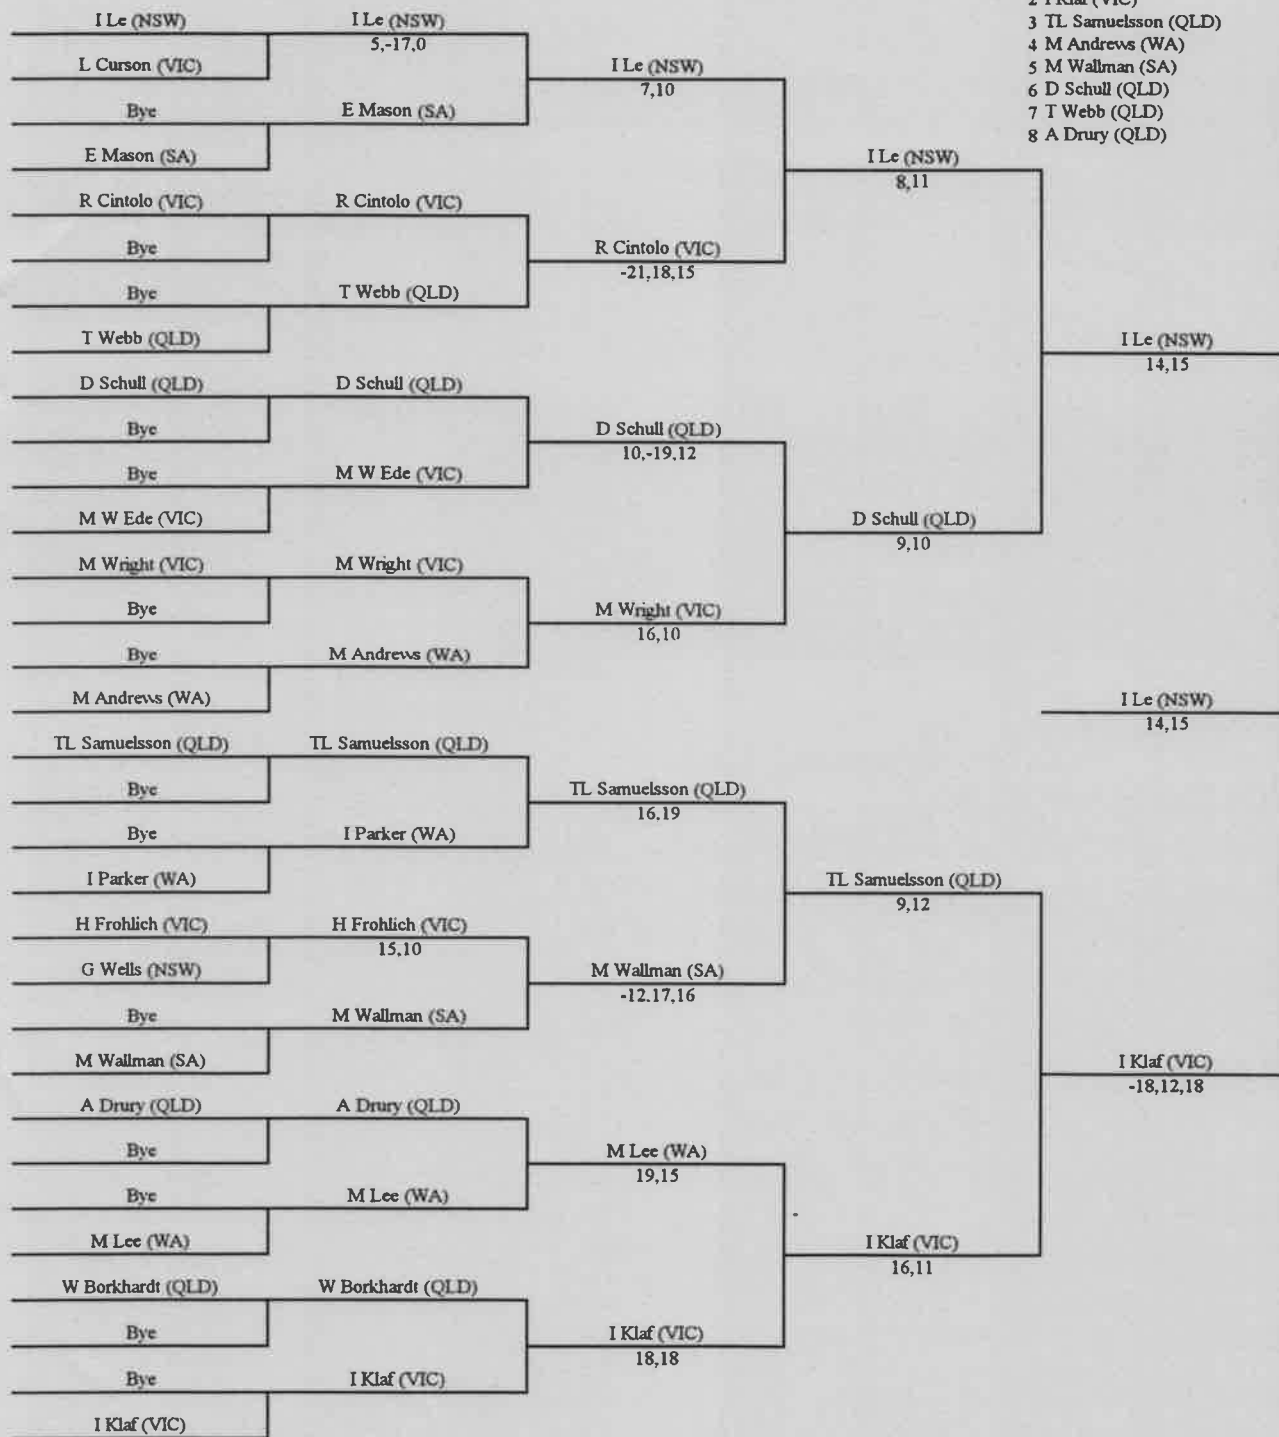 2 I Klaf (VIC)
3 TL Samuelsson (QLD)
4 M Andrews (WA)
5 M Wallman (SA)
6 D Schull (QLD)
7 T Webb (QLD)
8 A Drury (QLD)
I Le (NSW)
L Curson (VIC)
Bye
E Mason (SA)
R Cintolo (VIC)
Bye
Bye
T Webb (QLD)
D Schull (QLD)
Bye
Bye
M W Ede (VIC)
M Wright (VIC)
Bye
Bye
M Andrews (WA)
TL Samuelsson (QLD)
Bye
Bye
I Parker (WA)
H Frohlich (VIC)
G Wells (NSW)
Bye
M Wallman (SA)
A Drury (QLD)
Bye
Bye
M Lee (WA)
W Borkhardt (QLD)
Bye
Bye
I Klaf (VIC)
I Le (NSW)
5,-17,0
E Mason (SA)
R Cintolo (VIC)
T Webb (QLD)
D Schull (QLD)
M W Ede (VIC)
M Wright (VIC)
M Andrews (WA)
TL Samuelsson (QLD)
I Parker (WA)
H Frohlich (VIC)
15,10
M Wallman (SA)
A Drury (QLD)
M Lee (WA)
W Borkhardt (QLD)
I Klaf (VIC)
I Le (NSW)
7,10
R Cintolo (VIC)
-21,18,15
D Schull (QLD)
10,-19,12
M Wright (VIC)
16,10
TL Samuelsson (QLD)
16,19
M Wallman (SA)
-12,17,16
M Lee (WA)
19,15
I Klaf (VIC)
18,18
I Le (NSW)
8,11
D Schull (QLD)
9,10
TL Samuelsson (QLD)
9,12
I Klaf (VIC)
16,11
I Le (NSW)
14,15
I Le (NSW)
14,15
I Klaf (VIC)
-18,12,18